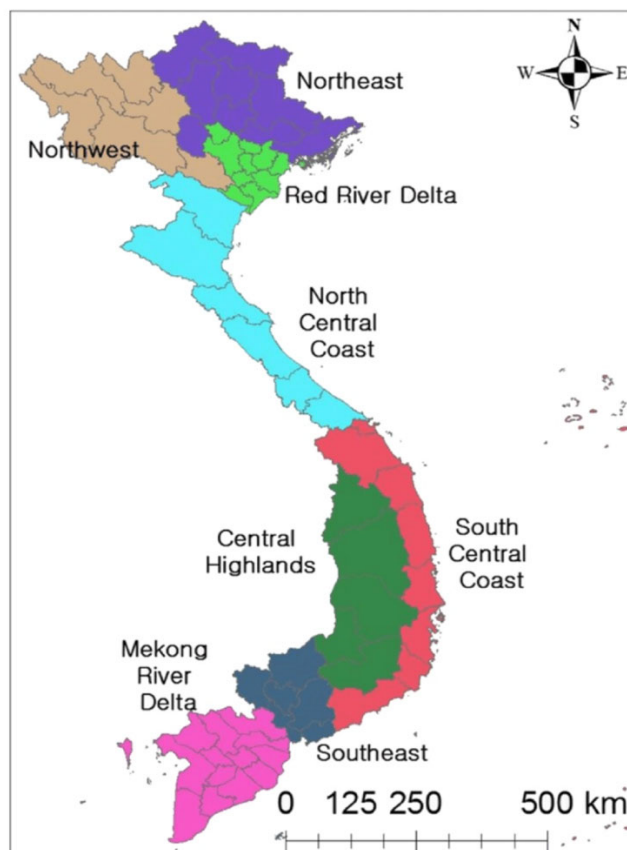 N
W E
S
Northeast
Northwest
Red River Delta
North
Central
Coast
Central
Highlands
South
Central
Coast
Mekong
River
Delta
Southeast
0 125 250 500 km